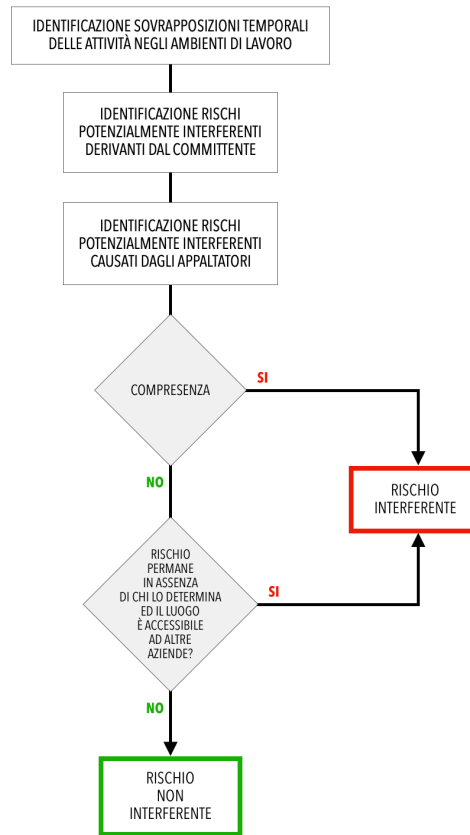 IDENTIFICAZIONE SOVRAPPOSIZIONI TEMPORALI
DELLE ATTIVITÀ NEGLI AMBIENTI DI LAVORO
IDENTIFICAZIONE RISCHI
POTENZIALMENTE INTERFERENTI
DERIVANTI DAL COMMITTENTE
IDENTIFICAZIONE RISCHI
POTENZIALMENTE INTERFERENTI
CAUSATI DAGLI APPALTATORI
COMPRESENZA
SI
RISCHIO
INTERFERENTE
NO
RISCHIO
PERMANE
IN ASSENZA
DI CHI LO DETERMINA
ED IL LUOGO
È ACCESSIBILE
AD ALTRE
AZIENDE?
SI
NO
RISCHIO
NON
INTERFERENTE